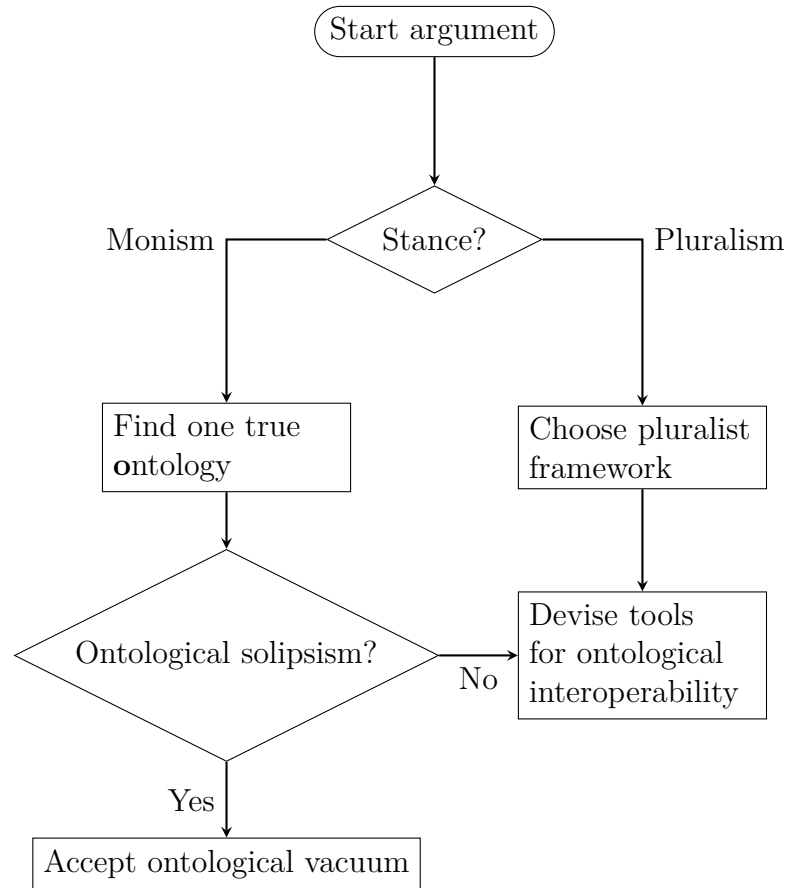 Start argument
Stance?
Monism
Pluralism
Find one true
ontology
Choose pluralist
framework
Ontological solipsism?
No
Devise tools
for ontological
interoperability
Yes
Accept ontological vacuum